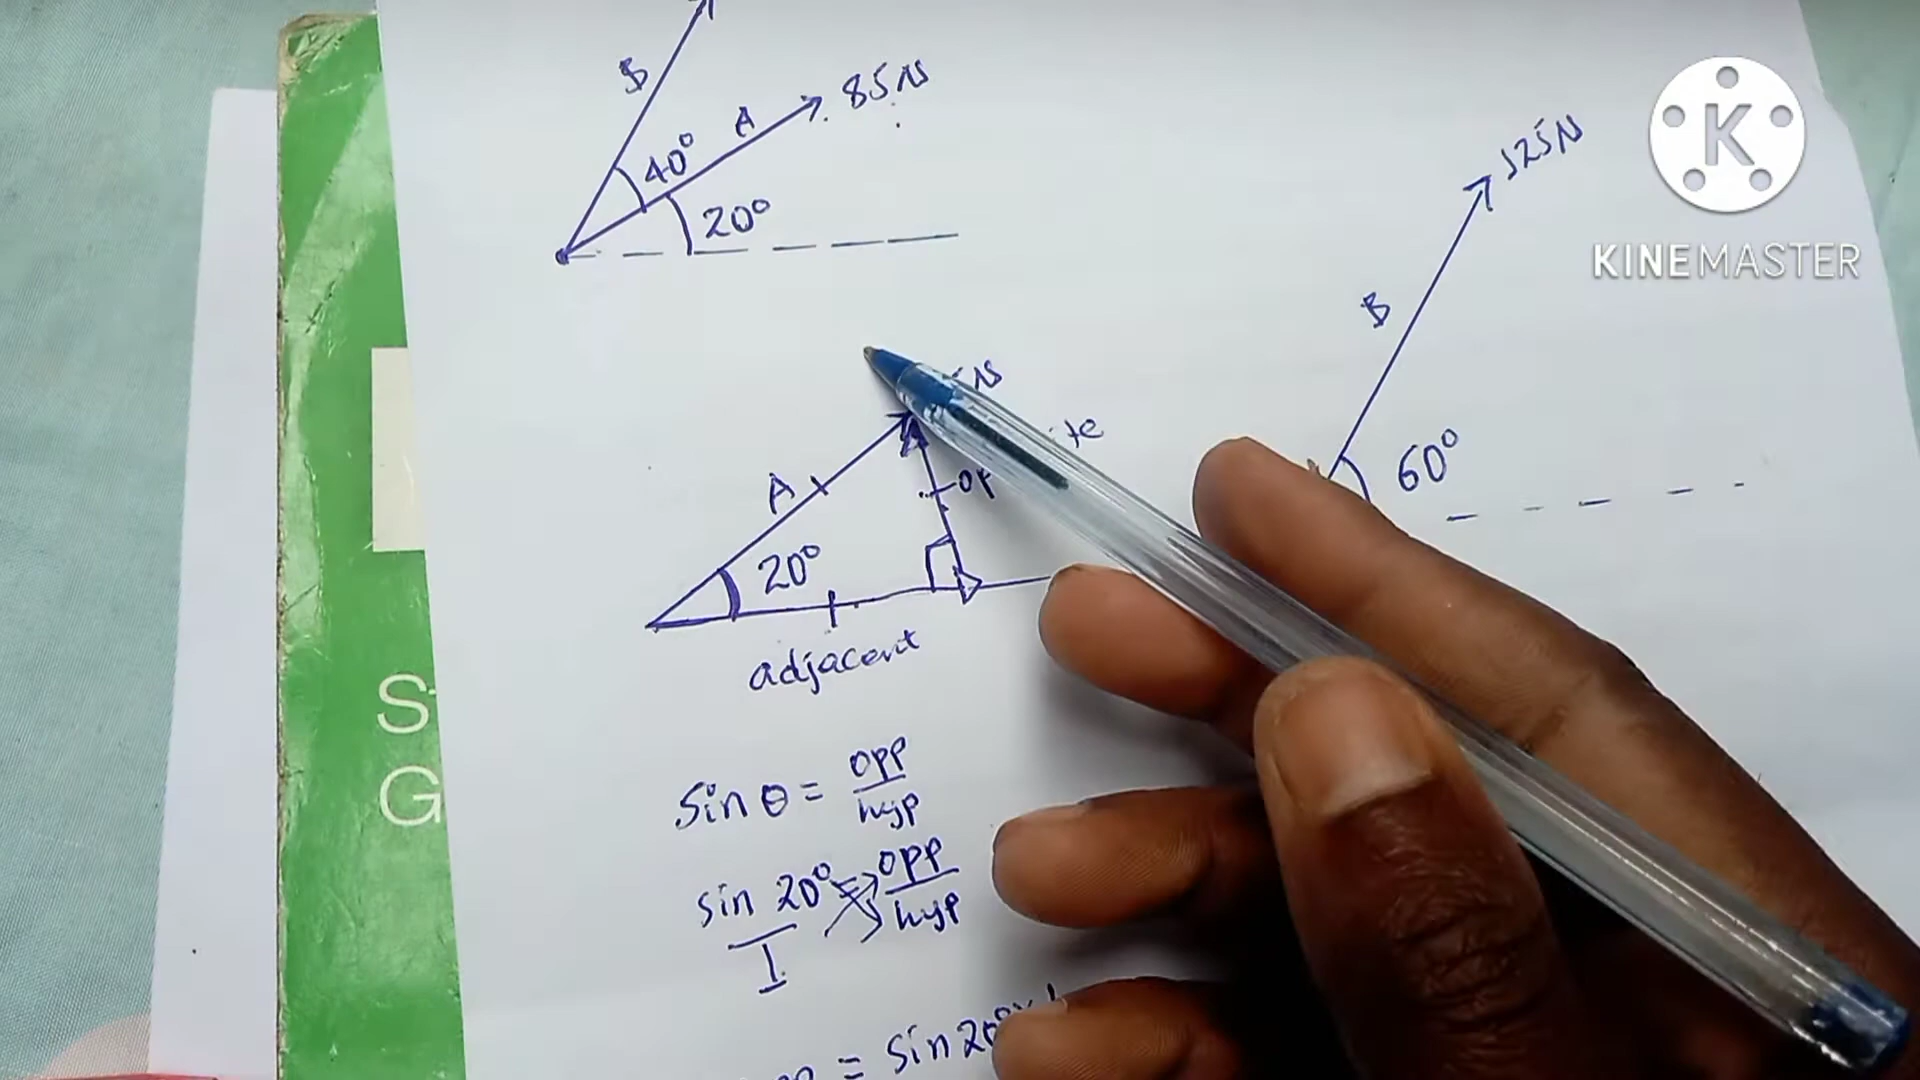 B
A 85N
40°
20°
125N
K
KINEMASTER
B
60°
A
20°
adjacent
S
G
Sin θ = opp
hyp
sin 20° = opp
1 hyp
= sin 20°